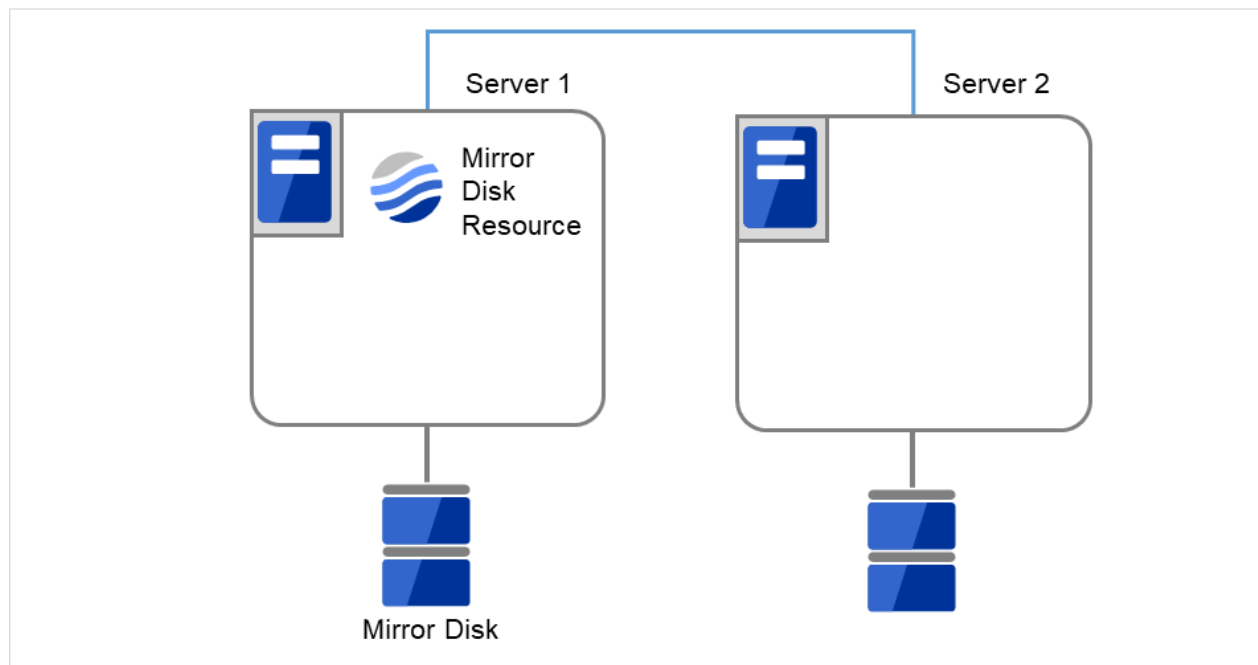 Server 1
Server 2
Mirror
Disk
Resource
Mirror Disk